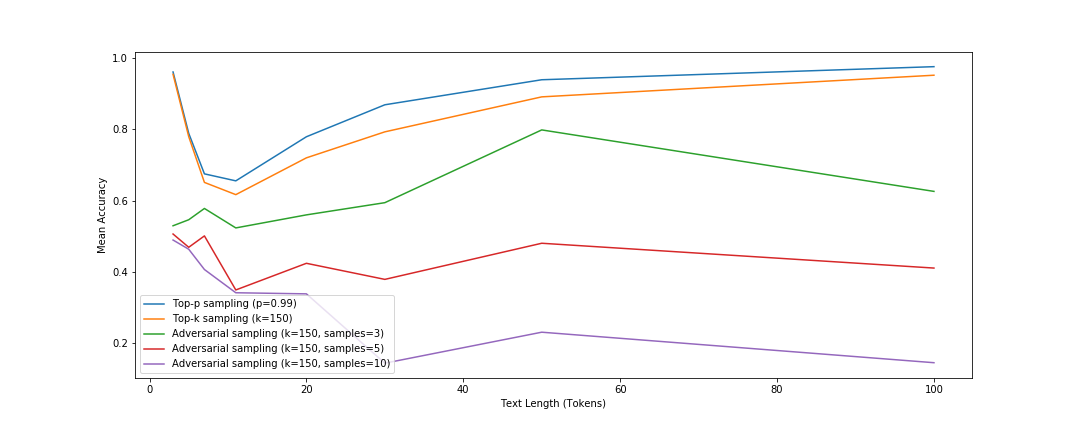 1.0
0.8
0.6
0.4
0.2
Mean Accuracy
Top-p sampling (p=0.99)
Top-k sampling (k=150)
Adversarial sampling (k=150, samples=3)
Adversarial sampling (k=150, samples=5)
Adversarial sampling (k=150, samples=10)
0 20 40 60 80 100
Text Length (Tokens)